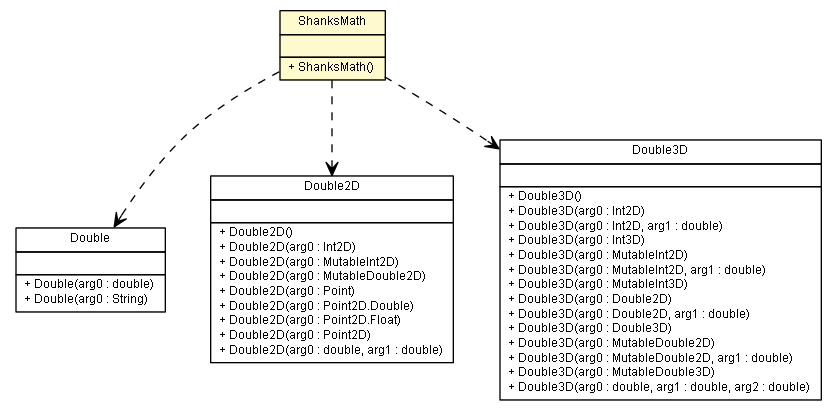 ShanksMath
+ ShanksMath()
Double
+ Double(arg0 : double)
+ Double(arg0 : String)
Double2D
+ Double2D()
+ Double2D(arg0 : Int2D)
+ Double2D(arg0 : MutableInt2D)
+ Double2D(arg0 : MutableDouble2D)
+ Double2D(arg0 : Point)
+ Double2D(arg0 : Point2D.Double)
+ Double2D(arg0 : Point2D.Float)
+ Double2D(arg0 : Point2D)
+ Double2D(arg0 : double, arg1 : double)
Double3D
+ Double3D()
+ Double3D(arg0 : Int2D)
+ Double3D(arg0 : Int2D, arg1 : double)
+ Double3D(arg0 : Int3D)
+ Double3D(arg0 : MutableInt2D)
+ Double3D(arg0 : MutableInt2D, arg1 : double)
+ Double3D(arg0 : MutableInt3D)
+ Double3D(arg0 : Double2D)
+ Double3D(arg0 : Double2D, arg1 : double)
+ Double3D(arg0 : Double3D)
+ Double3D(arg0 : MutableDouble2D)
+ Double3D(arg0 : MutableDouble2D, arg1 : double)
+ Double3D(arg0 : MutableDouble3D)
+ Double3D(arg0 : double, arg1 : double, arg2 : double)